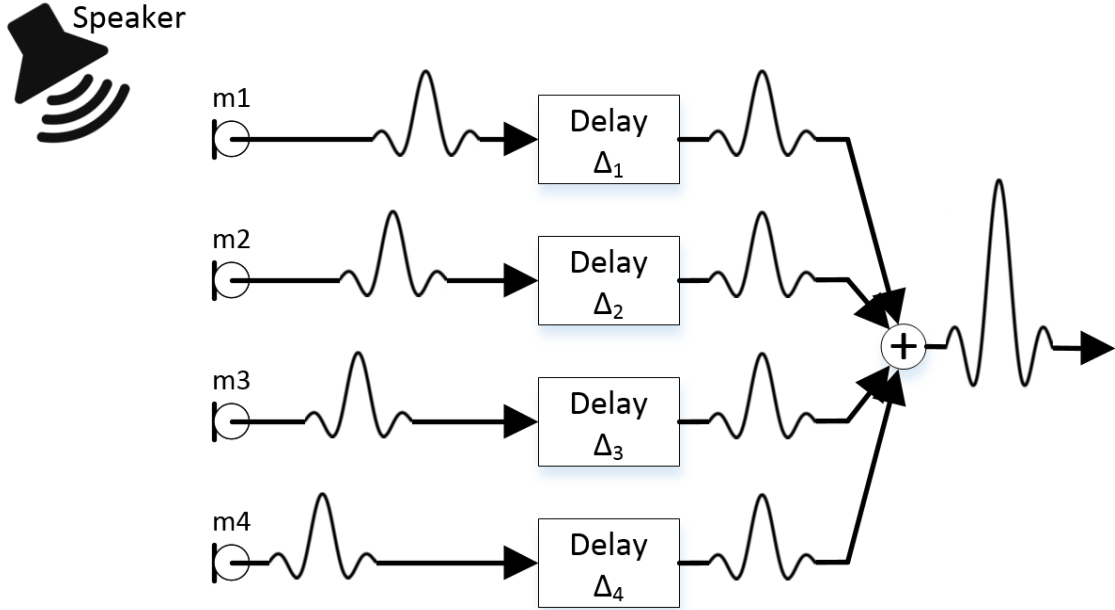 Speaker
m1
Delay
Δ₁
m2
Delay
Δ₂
m3
Delay
Δ₃
m4
Delay
Δ₄
+